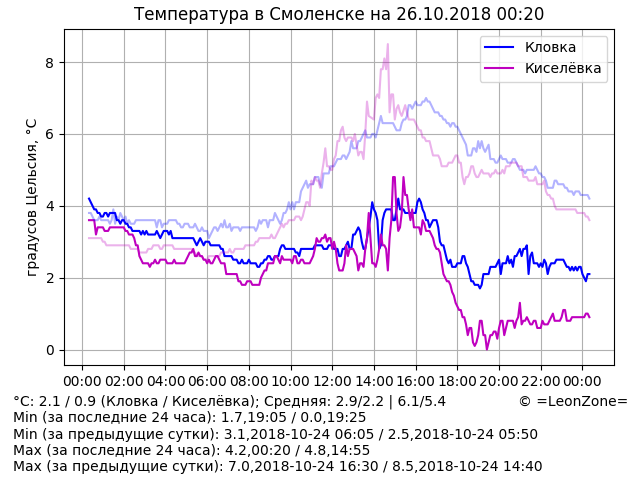 Температура в Смоленске на 26.10.2018 00:20
Кловка
Киселёвка
градусов Цельсия, °C
8
6
4
2
0
00:00 02:00 04:00 06:00 08:00 10:00 12:00 14:00 16:00 18:00 20:00 22:00 00:00
°C: 2.1 / 0.9 (Кловка / Киселёвка); Средняя: 2.9/2.2 | 6.1/5.4 © =LeonZone=
Min (за последние 24 часа): 1.7,19:05 / 0.0,19:25
Min (за предыдущие сутки): 3.1,2018-10-24 06:05 / 2.5,2018-10-24 05:50
Max (за последние 24 часа): 4.2,00:20 / 4.8,14:55
Max (за предыдущие сутки): 7.0,2018-10-24 16:30 / 8.5,2018-10-24 14:40